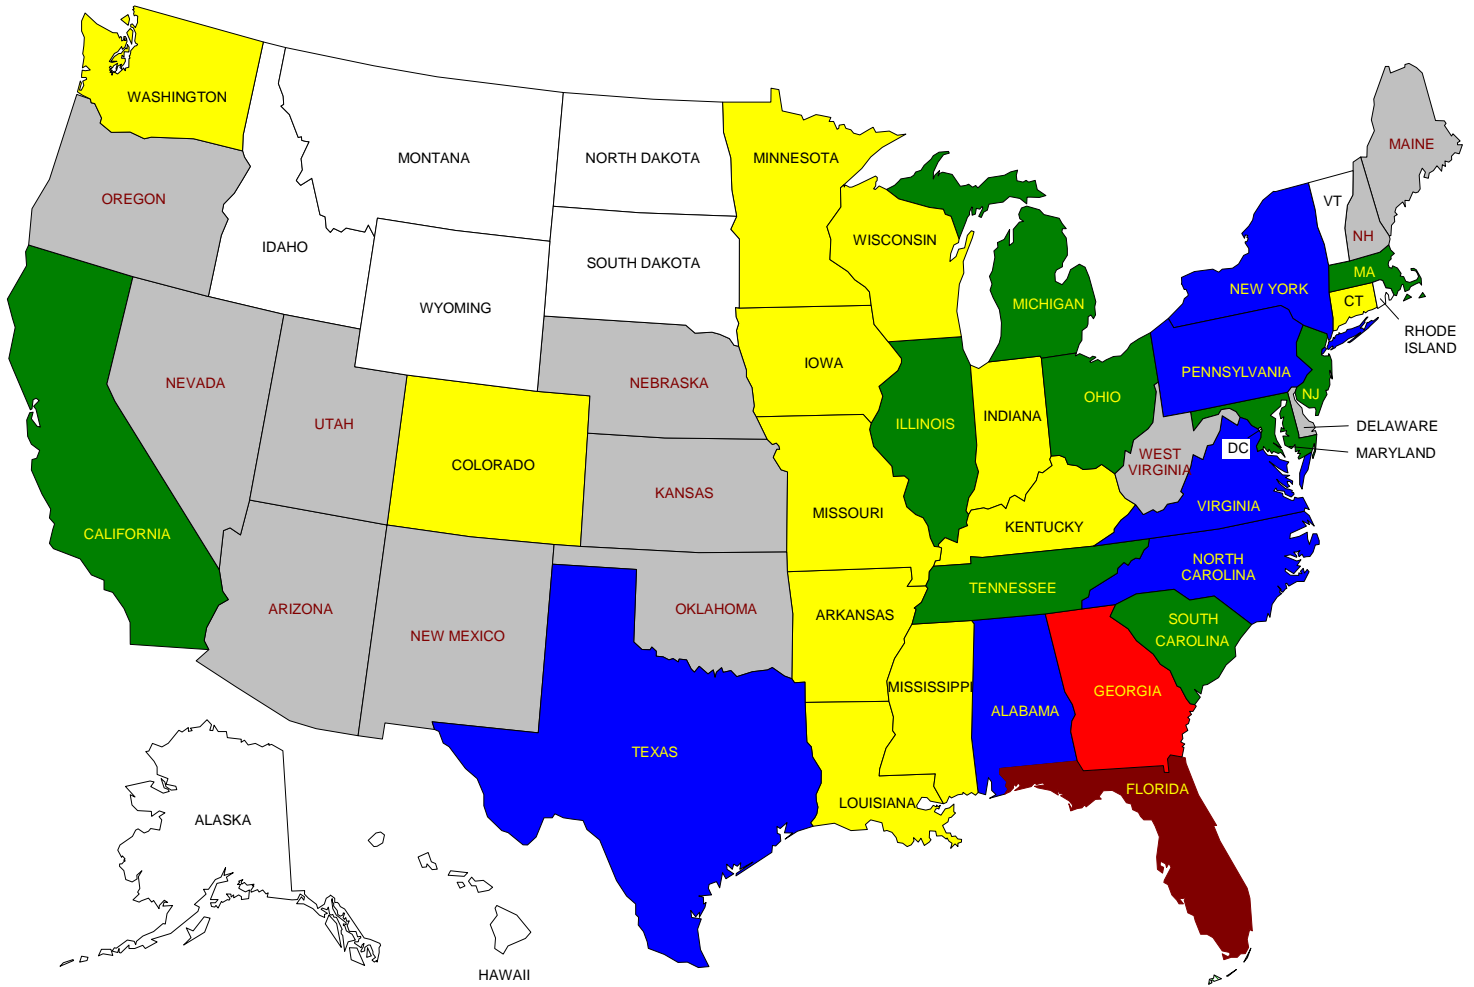 WASHINGTON
MONTANA
NORTH DAKOTA
MINNESOTA
MAINE
OREGON
VT
IDAHO
WISCONSIN
NH
SOUTH DAKOTA
MA
NEW YORK
WYOMING
MICHIGAN
CT
RHODE
ISLAND
IOWA
PENNSYLVANIA
NEVADA
NEBRASKA
OHIO
NJ
UTAH
ILLINOIS
INDIANA
DELAWARE
COLORADO
DC
MARYLAND
WEST
VIRGINIA
KANSAS
MISSOURI
VIRGINIA
KENTUCKY
CALIFORNIA
NORTH
CAROLINA
TENNESSEE
ARIZONA
OKLAHOMA
ARKANSAS
SOUTH
CAROLINA
NEW MEXICO
MISSISSIPPI
GEORGIA
ALABAMA
TEXAS
FLORIDA
LOUISIANA
ALASKA
HAWAII